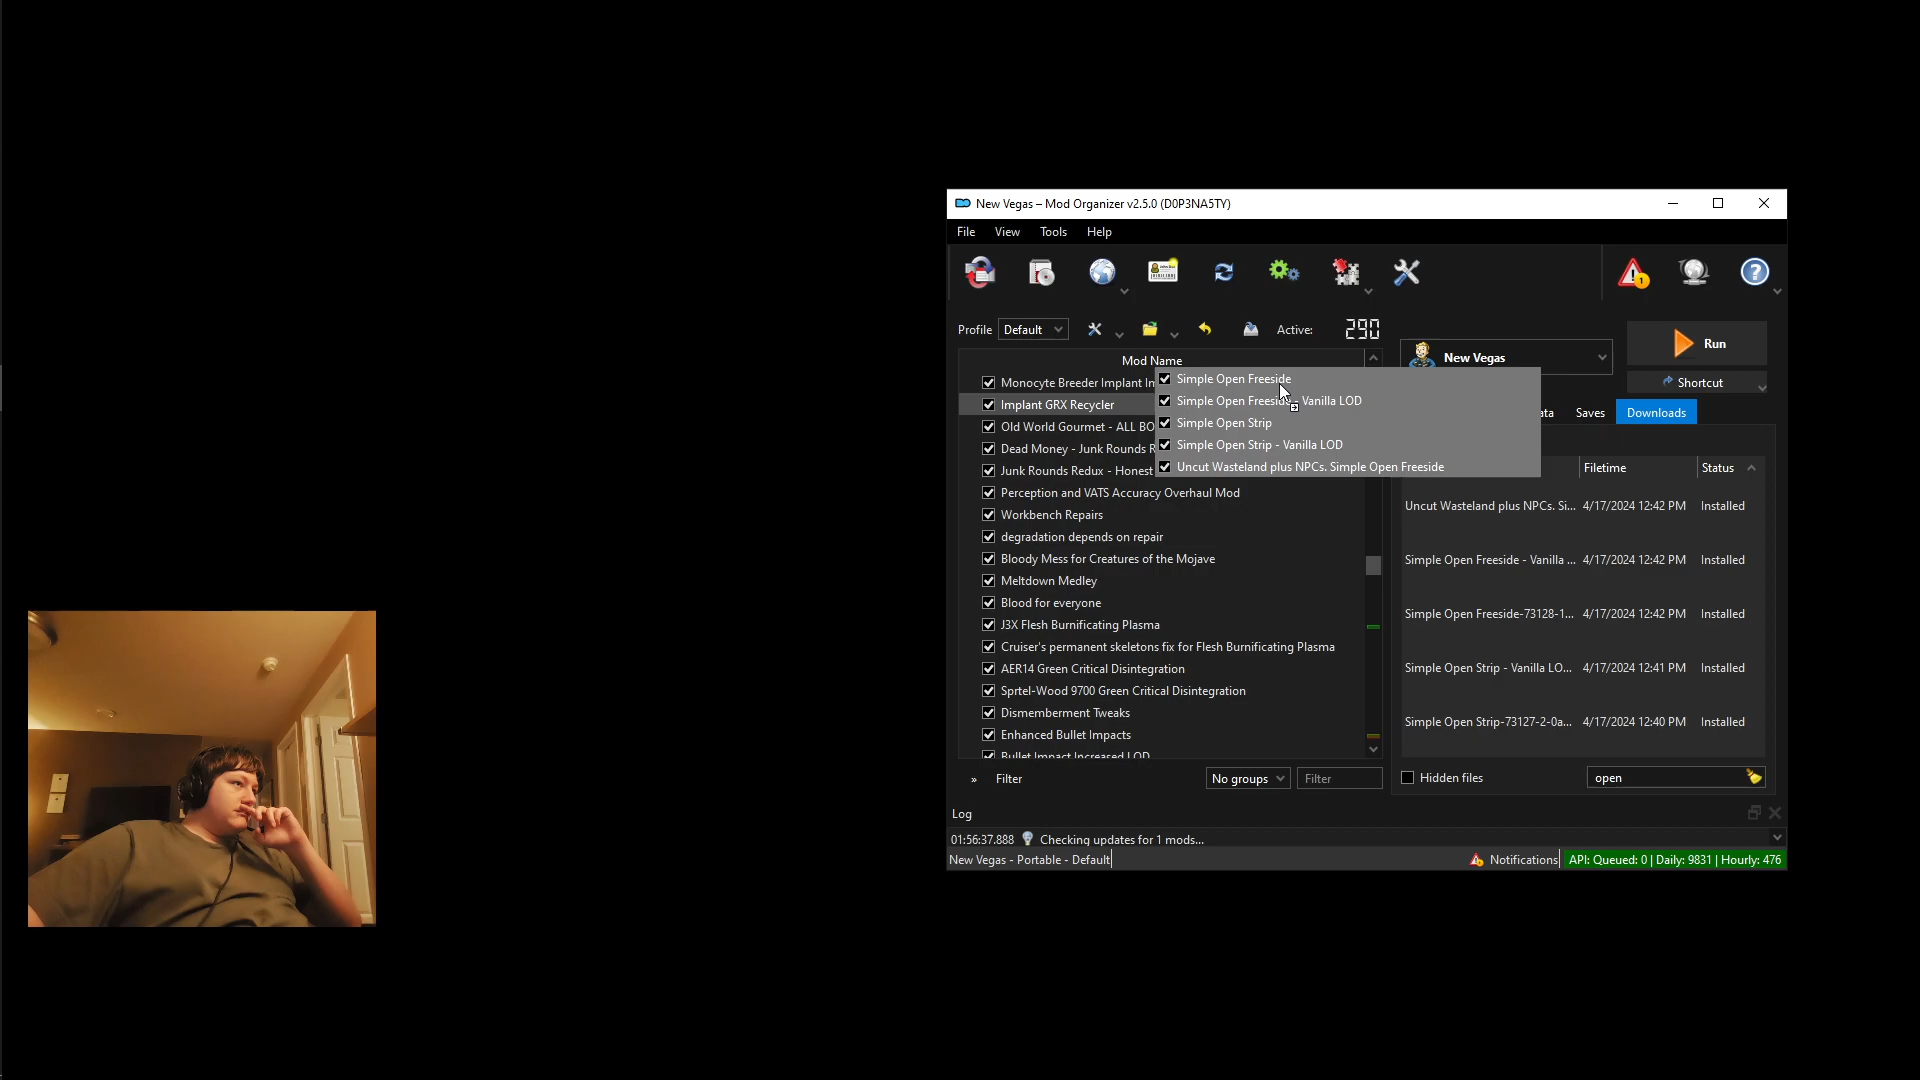 New Vegas – Mod Organizer v2.5.0 (D0P3NA5TY)
File View Tools Help
1
Profile Default Active: 290
New Vegas
Run
Shortcut
Mod Name
Monocyte Breeder Implant Im
Implant GRX Recycler
Old World Gourmet - ALL BO
Dead Money - Junk Rounds R
Junk Rounds Redux - Honest
Perception and VATS Accuracy Overhaul Mod
Workbench Repairs
degradation depends on repair
Bloody Mess for Creatures of the Mojave
Meltdown Medley
Blood for everyone
J3X Flesh Burnificating Plasma
Cruiser's permanent skeletons fix for Flesh Burnificating Plasma
AER14 Green Critical Disintegration
Sprtel-Wood 9700 Green Critical Disintegration
Dismemberment Tweaks
Enhanced Bullet Impacts
Bullet Impact Increased LOD
Simple Open Freeside
Simple Open Freeside - Vanilla LOD
Simple Open Strip
Simple Open Strip - Vanilla LOD
Uncut Wasteland plus NPCs. Simple Open Freeside
ata Saves Downloads
Filetime Status
Uncut Wasteland plus NPCs. Si... 4/17/2024 12:42 PM Installed
Simple Open Freeside - Vanilla ... 4/17/2024 12:42 PM Installed
Simple Open Freeside-73128-1... 4/17/2024 12:42 PM Installed
Simple Open Strip - Vanilla LO... 4/17/2024 12:41 PM Installed
Simple Open Strip-73127-2-0a... 4/17/2024 12:40 PM Installed
» Filter No groups Filter
Hidden files open
Log
01:56:37.888 Checking updates for 1 mods...
New Vegas - Portable - Default Notifications API: Queued: 0 | Daily: 9831 | Hourly: 476